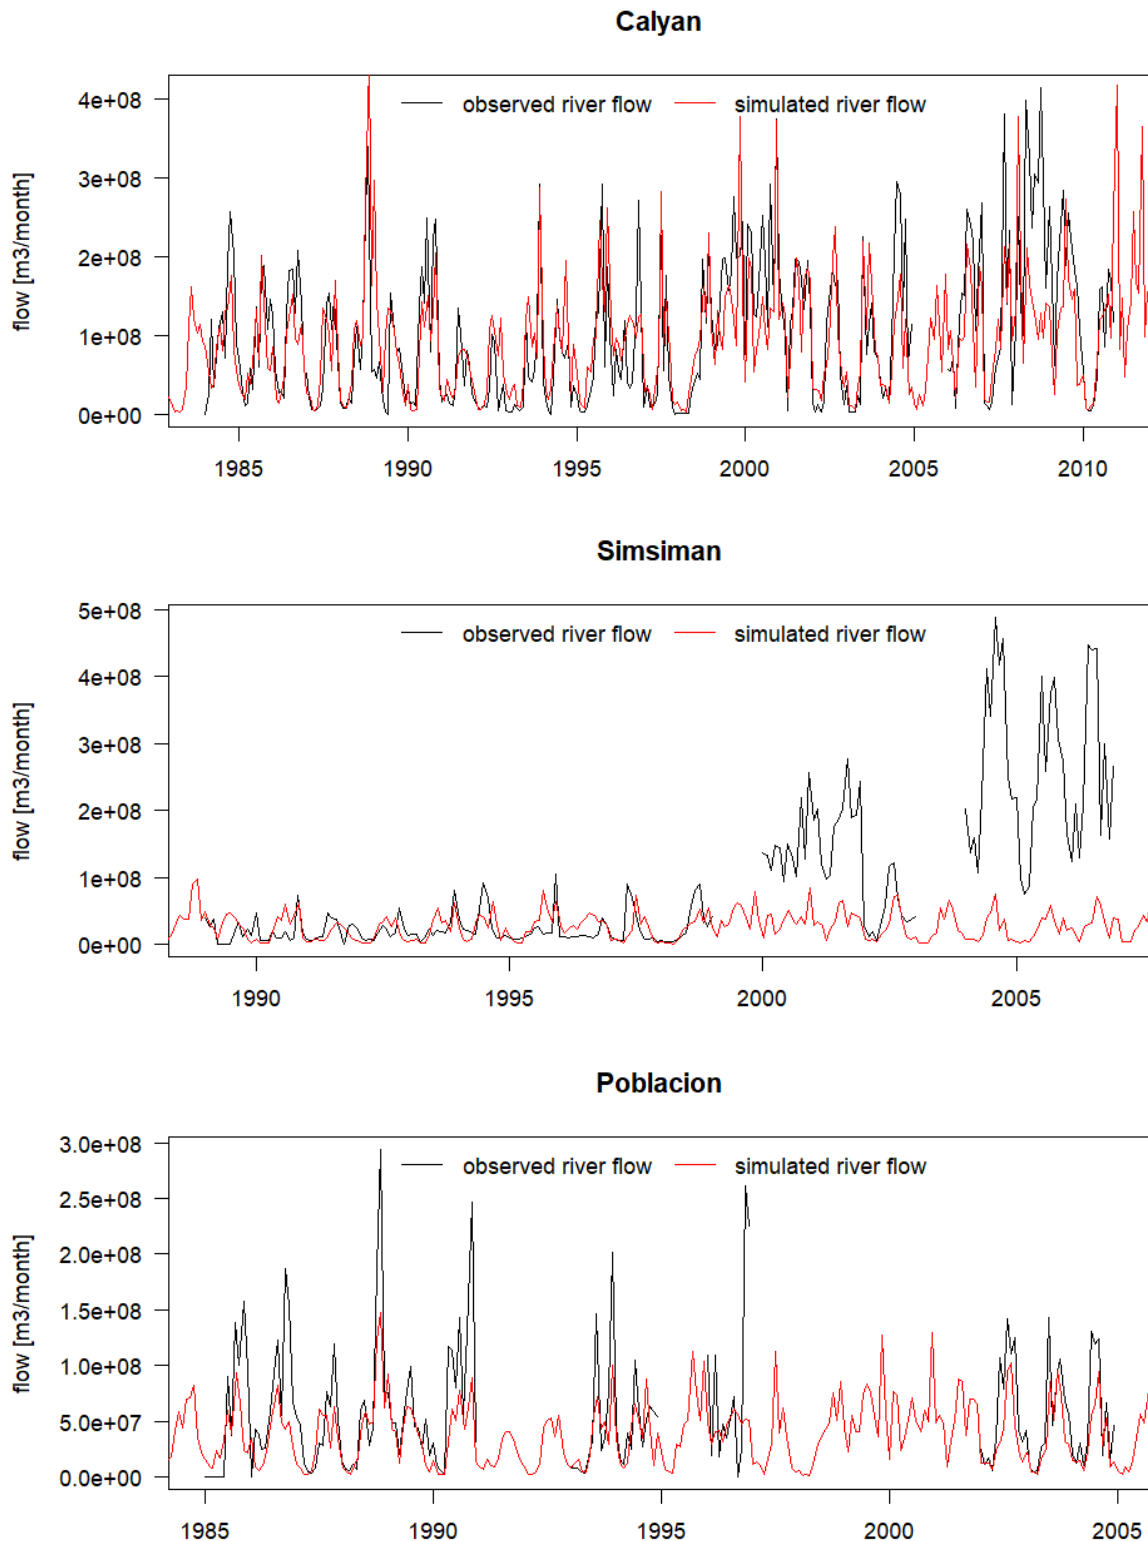 Calyan
observed river flow simulated river flow
flow [m3/month]
4e+08
3e+08
2e+08
1e+08
0e+00
1985 1990 1995 2000 2005 2010
Simsiman
observed river flow simulated river flow
flow [m3/month]
5e+08
4e+08
3e+08
2e+08
1e+08
0e+00
1990 1995 2000 2005
Poblacion
observed river flow simulated river flow
flow [m3/month]
3.0e+08
2.5e+08
2.0e+08
1.5e+08
1.0e+08
5.0e+07
0.0e+00
1985 1990 1995 2000 2005